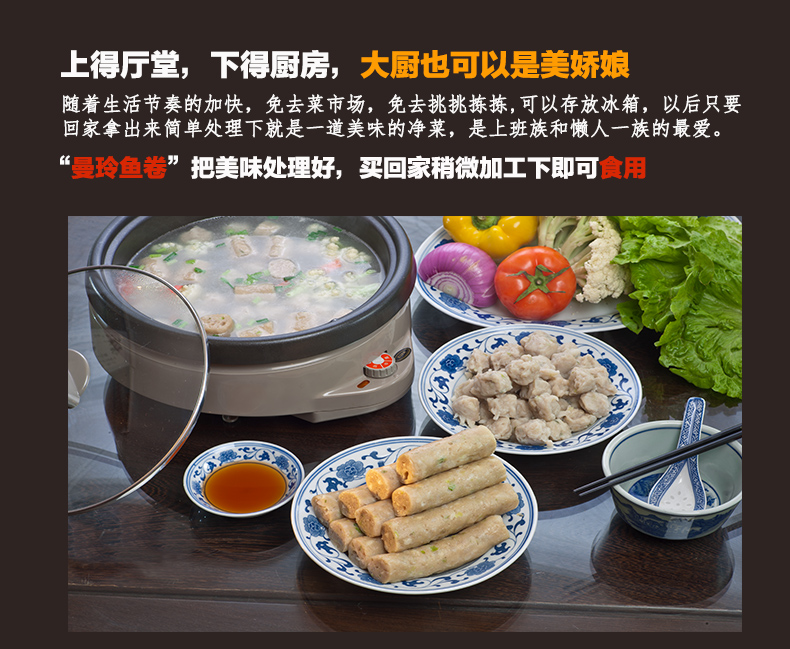 上得厅堂，下得厨房，大厨也可以是美娇娘
随着生活节奏的加快，免去菜市场，免去挑挑拣拣,可以存放冰箱，以后只要
回家拿出来简单处理下就是一道美味的净菜，是上班族和懒人一族的最爱。
“曼玲鱼卷”把美味处理好，买回家稍微加工下即可食用